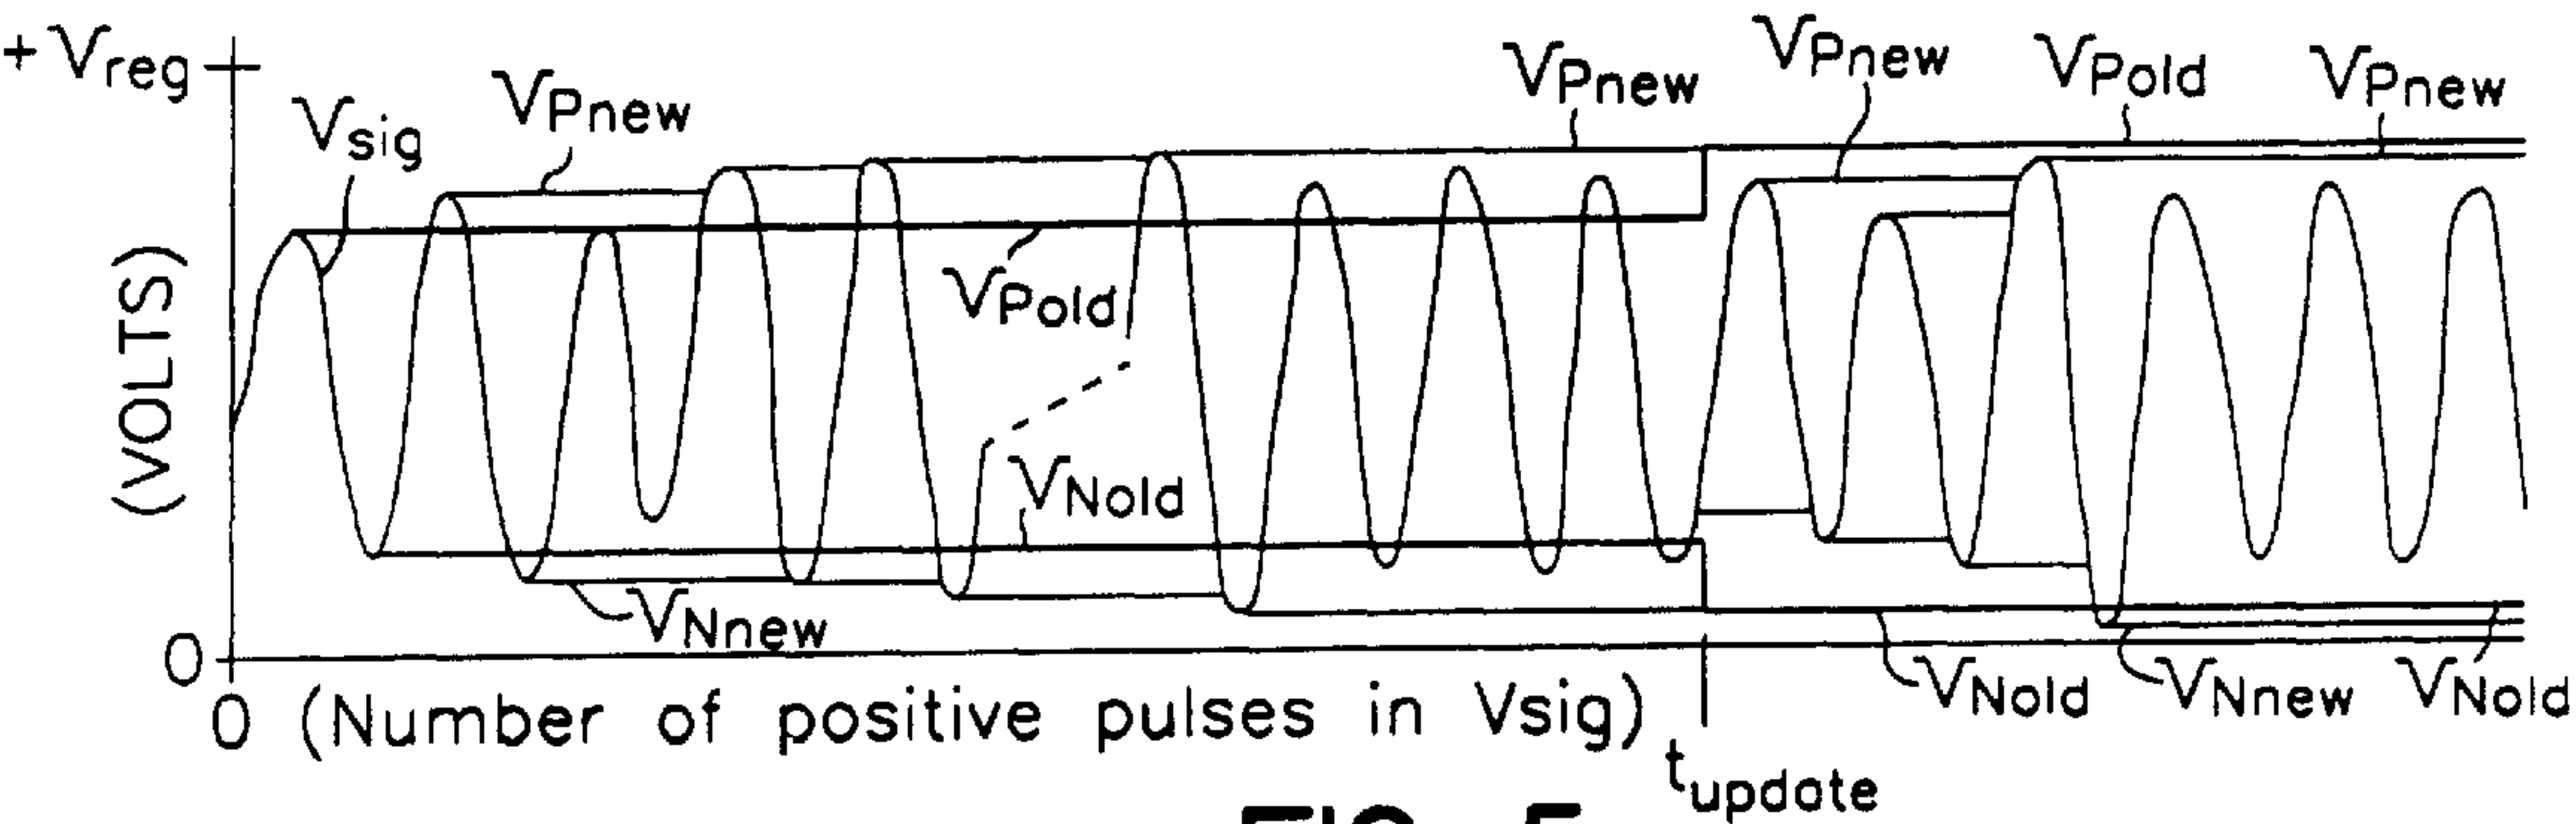 + Vreg
Vsig
VPnew
VPnew
VPnew
VPold
VPnew
(VOLTS)
VPold
VNold
VNnew
VNold
VNnew
VNold
0
0 (Number of positive pulses in Vsig)
tupdate